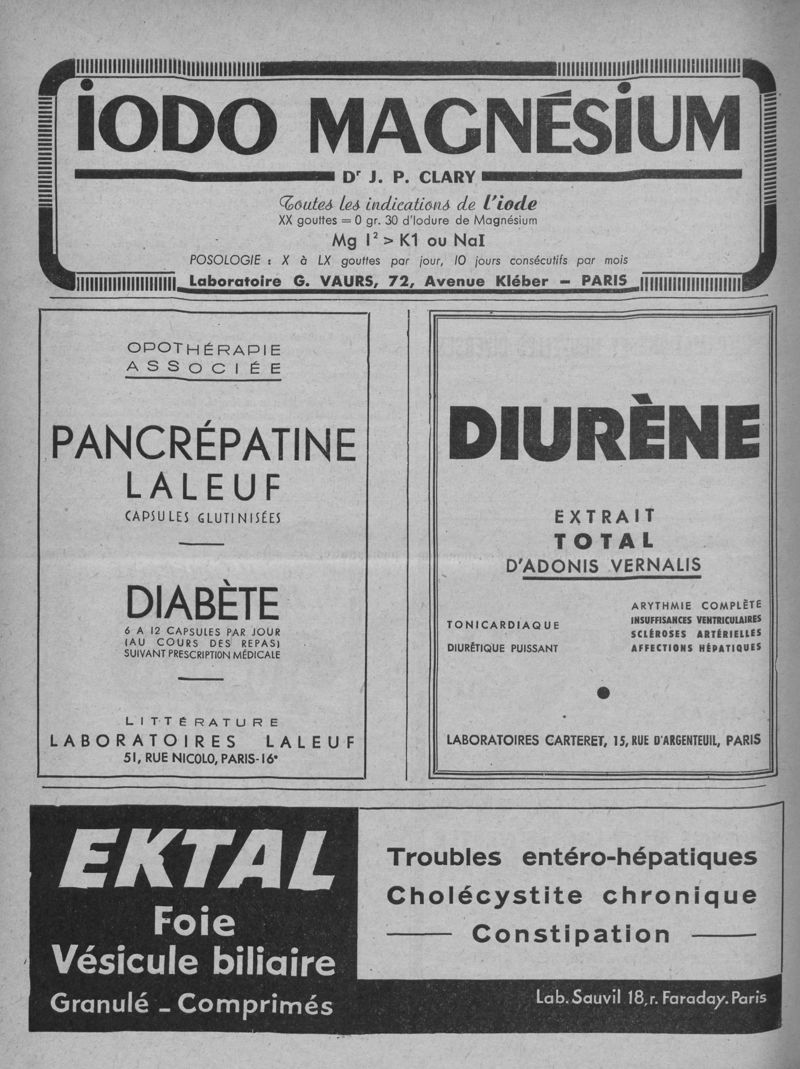 iODO MAGNÉSiUM
Dr J. P. CLARY
Toutes les indications de l'iode
XX gouttes = 0 gr. 30 d'Iodure de Magnésium
Mg I² > K1 ou NaI
POSOLOGIE : X à LX gouttes par jour, 10 jours consécutifs par mois
Laboratoire G. VAURS, 72, Avenue Kléber – PARIS
OPOTHÉRAPIE
ASSOCIÉE
PANCRÉPATINE
LALEUF
CAPSULES GLUTINISÉES
DIABÈTE
6 A 12 CAPSULES PAR JOUR
(AU COURS DES REPAS)
SUIVANT PRESCRIPTION MÉDICALE
LITTÉRATURE
LABORATOIRES LALEUF
51, RUE NICOLO, PARIS-16e
DIURÈNE
EXTRAIT
TOTAL
D'ADONIS VERNALIS
TONICARDIAQUE
DIURÉTIQUE PUISSANT
ARYTHMIE COMPLÈTE
INSUFFISANCES VENTRICULAIRES
SCLÉROSES ARTÉRIELLES
AFFECTIONS HÉPATIQUES
LABORATOIRES CARTERET, 15, RUE D'ARGENTEUIL, PARIS
EKTAL
Foie
Vésicule biliaire
Granulé - Comprimés
Troubles entéro-hépatiques
Cholécystite chronique
Constipation
Lab. Sauvil 18, r. Faraday. Paris